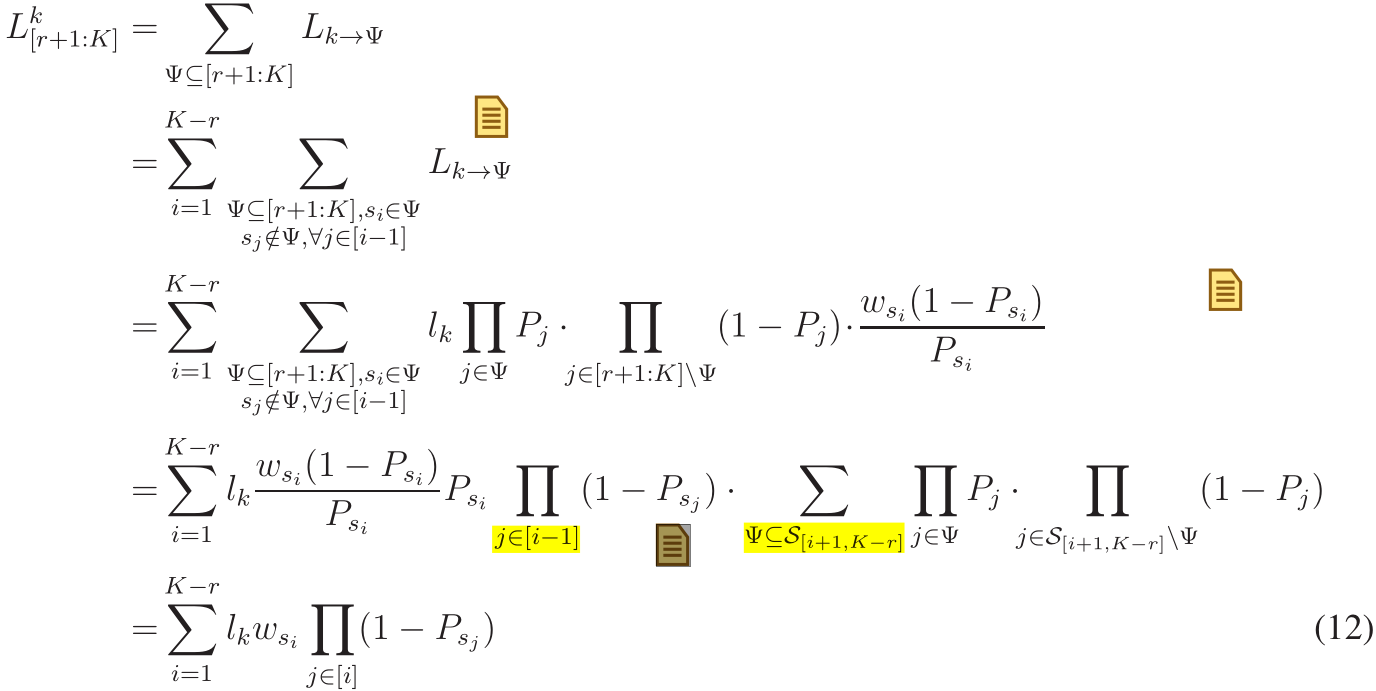 $L^{k}_{[r+1:K]} = \sum_{\Psi \subseteq [r+1:K]} L_{k \to \Psi}$
$= \sum_{i=1}^{K-r} \sum_{\substack{\Psi \subseteq [r+1:K], s_i \in \Psi \\ s_j \notin \Psi, \forall j \in [i-1]}} L_{k \to \Psi}$
$= \sum_{i=1}^{K-r} \sum_{\substack{\Psi \subseteq [r+1:K], s_i \in \Psi \\ s_j \notin \Psi, \forall j \in [i-1]}} l_k \prod_{j \in \Psi} P_j \cdot \prod_{j \in [r+1:K] \setminus \Psi} (1 - P_j) \cdot \frac{w_{s_i}(1 - P_{s_i})}{P_{s_i}}$
$= \sum_{i=1}^{K-r} l_k \frac{w_{s_i}(1 - P_{s_i})}{P_{s_i}} P_{s_i} \prod_{j \in [i-1]} (1 - P_{s_j}) \cdot \sum_{\Psi \subseteq \mathcal{S}_{[i+1,K-r]}} \prod_{j \in \Psi} P_j \cdot \prod_{j \in \mathcal{S}_{[i+1,K-r]} \setminus \Psi} (1 - P_j)$
$= \sum_{i=1}^{K-r} l_k w_{s_i} \prod_{j \in [i]} (1 - P_{s_j})$ (12)